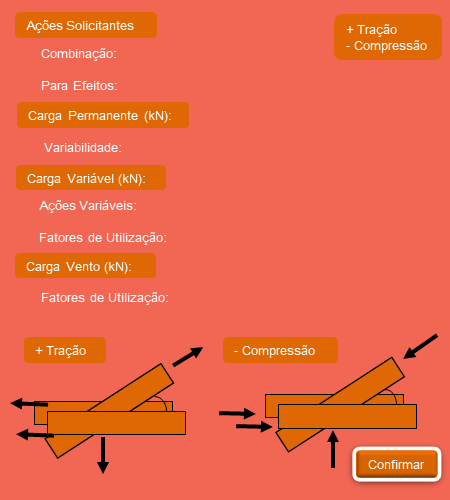 Ações Solicitantes
+ Tração
- Compressão
Combinação:
Para Efeitos:
Carga Permanente (kN):
Variabilidade:
Carga Variável (kN):
Ações Variáveis:
Fatores de Utilização:
Carga Vento (kN):
Fatores de Utilização:
+ Tração
- Compressão
Confirmar